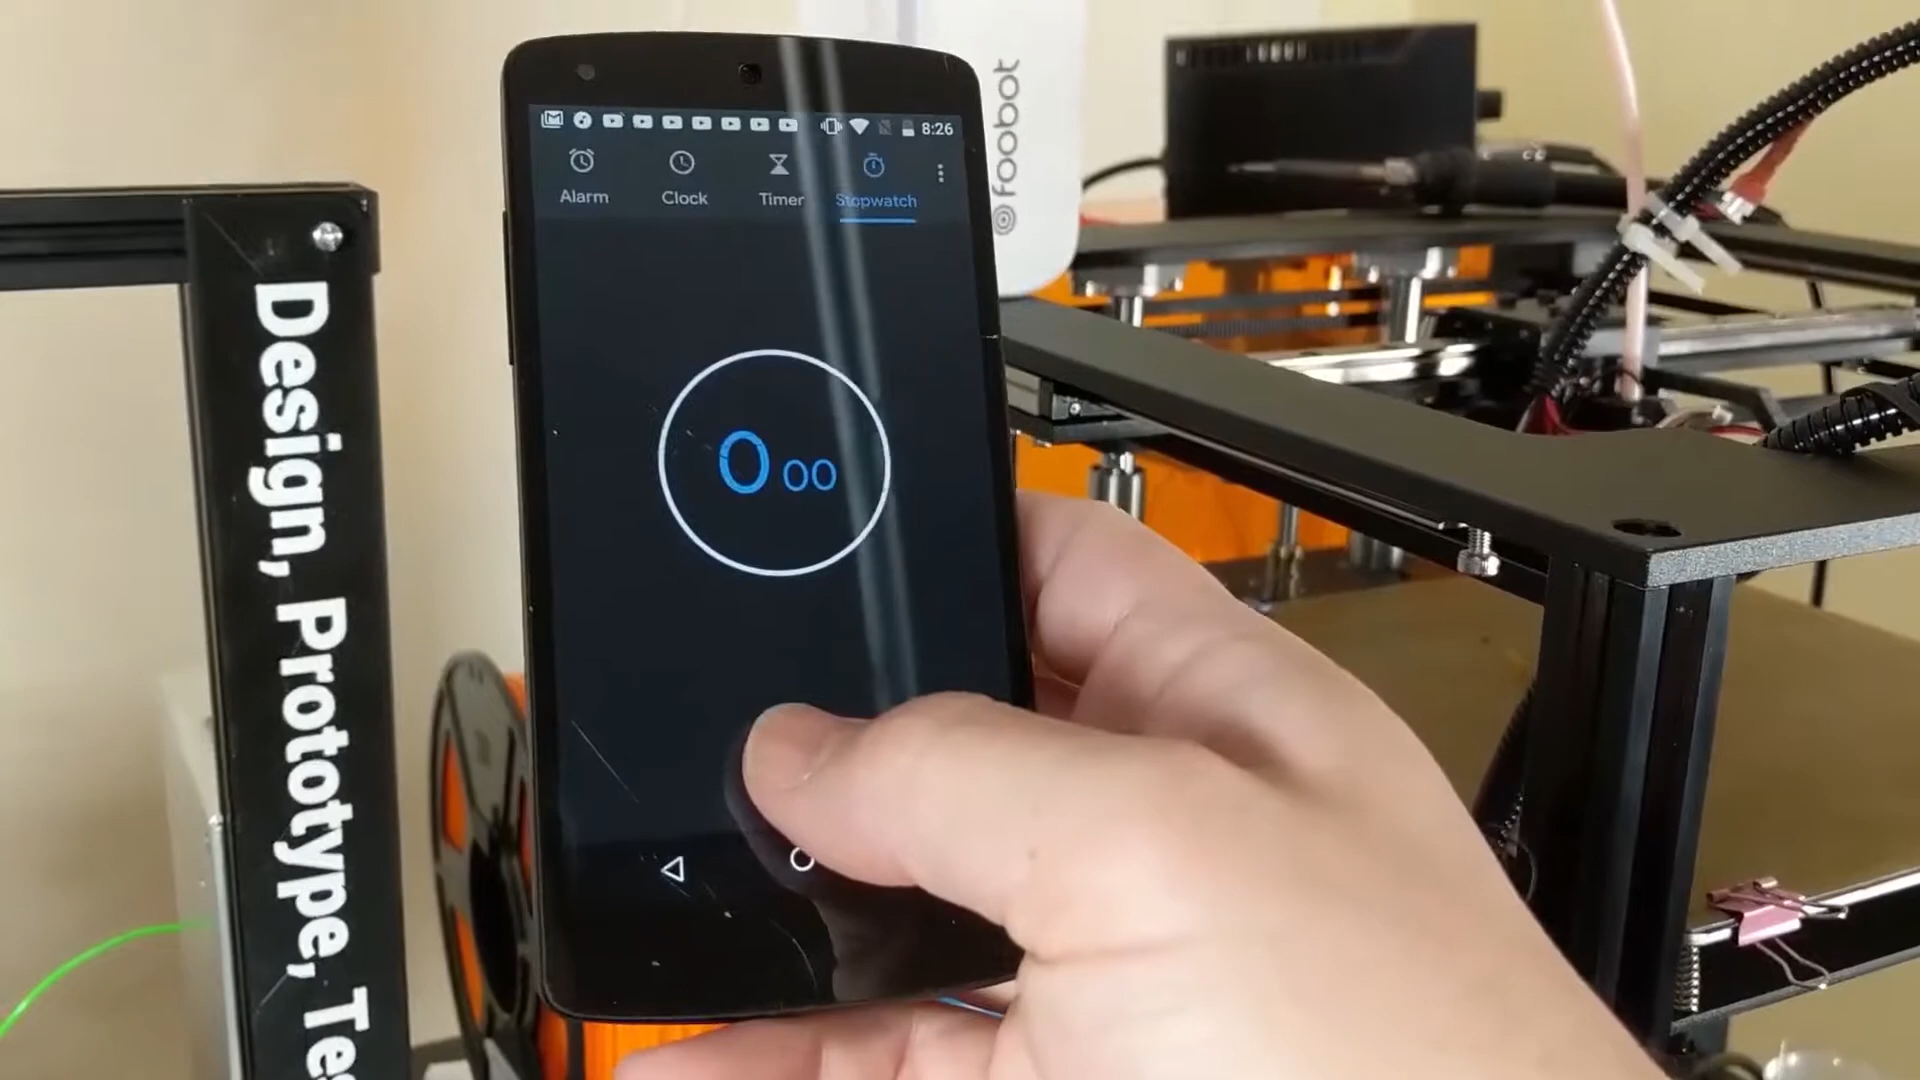 8:26
Alarm
Clock
Timer
Stopwatch
0 00
foobot
Design, Prototype, Te